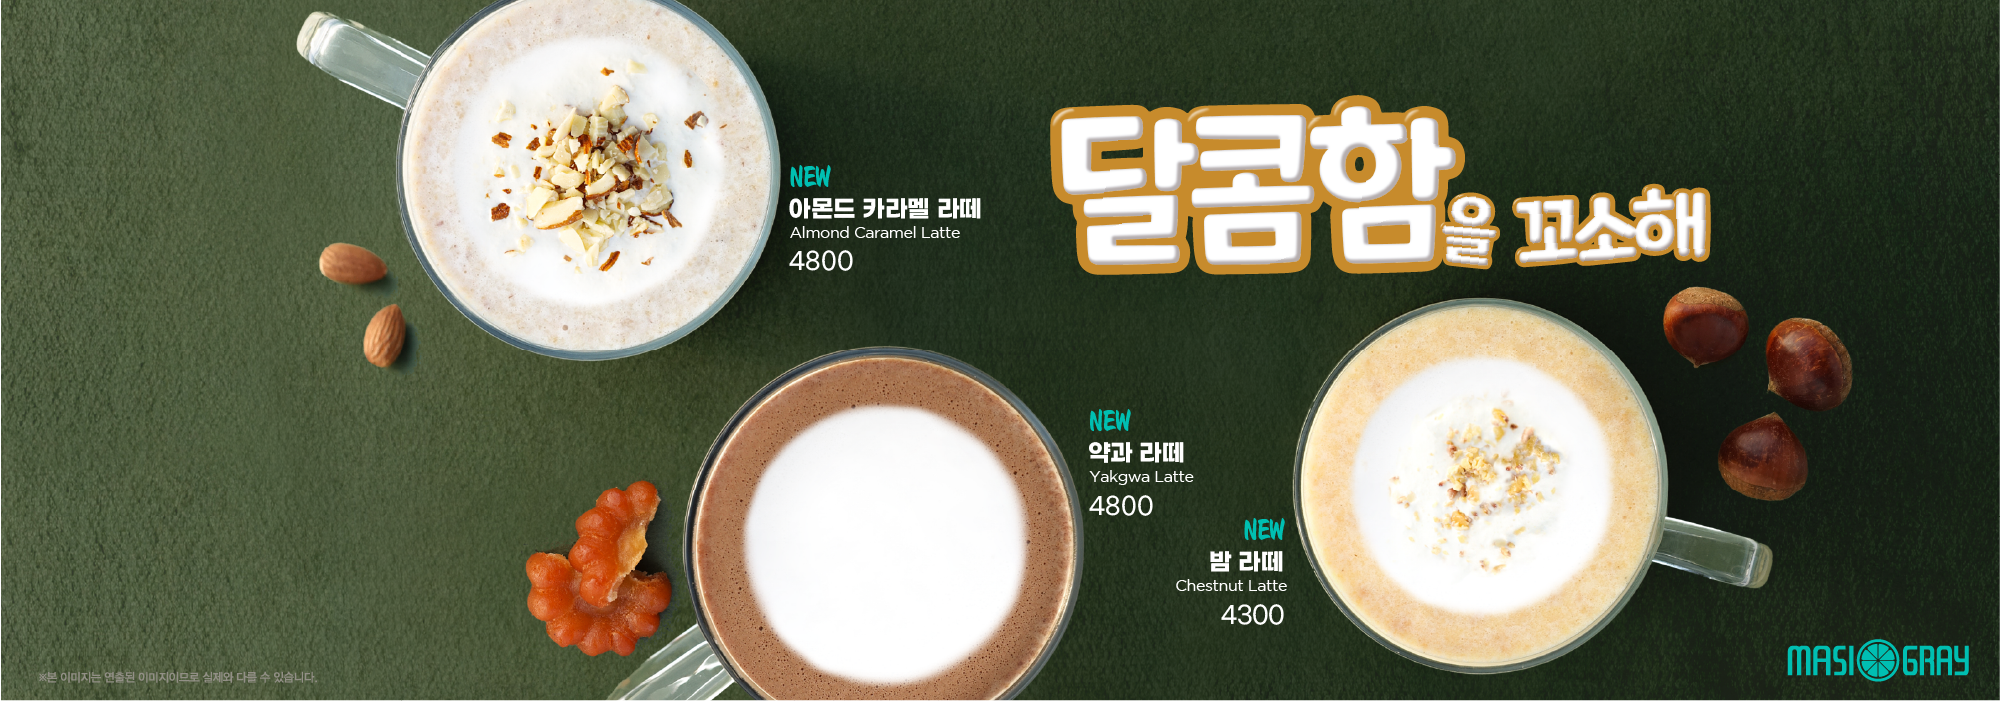 달콤함을 꼬소해
NEW
아몬드 카라멜 라떼
Almond Caramel Latte
4800
NEW
약과 라떼
Yakgwa Latte
4800
NEW
밤 라떼
Chestnut Latte
4300
※본 이미지는 연출된 이미지이므로 실제와 다를 수 있습니다.
MASI GRAY